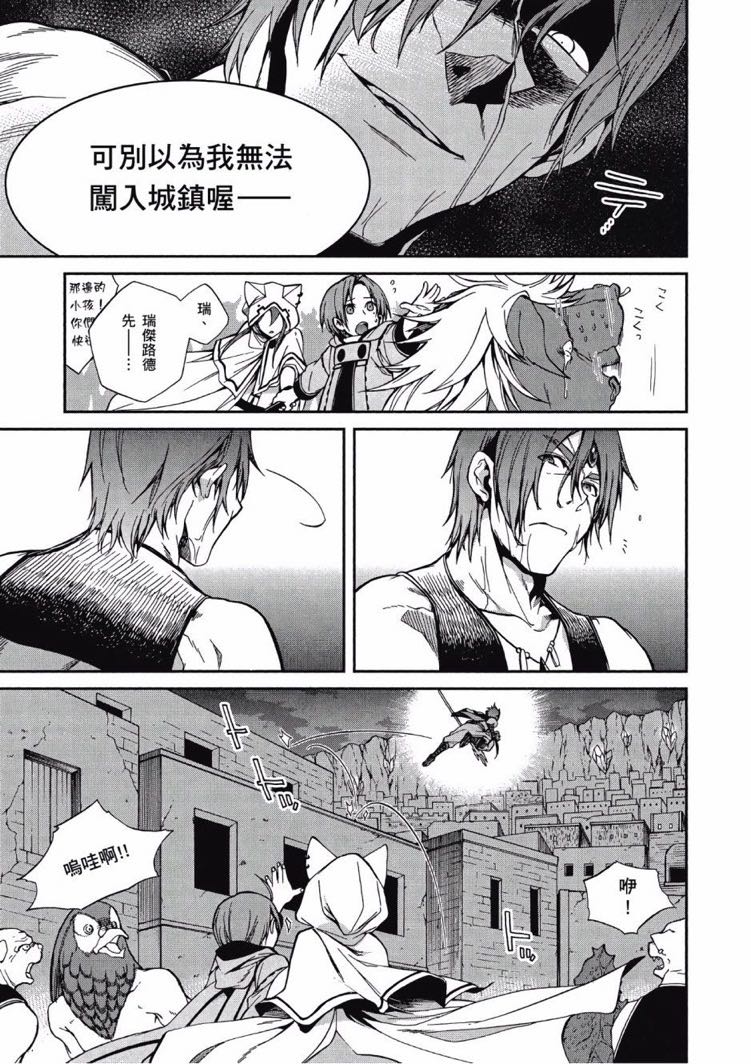 可別以為我無法
闖入城鎮喔——
瑞、
瑞傑路德
先——…
那邊的
小孩！
你們
快
咿！
嗚哇啊!!